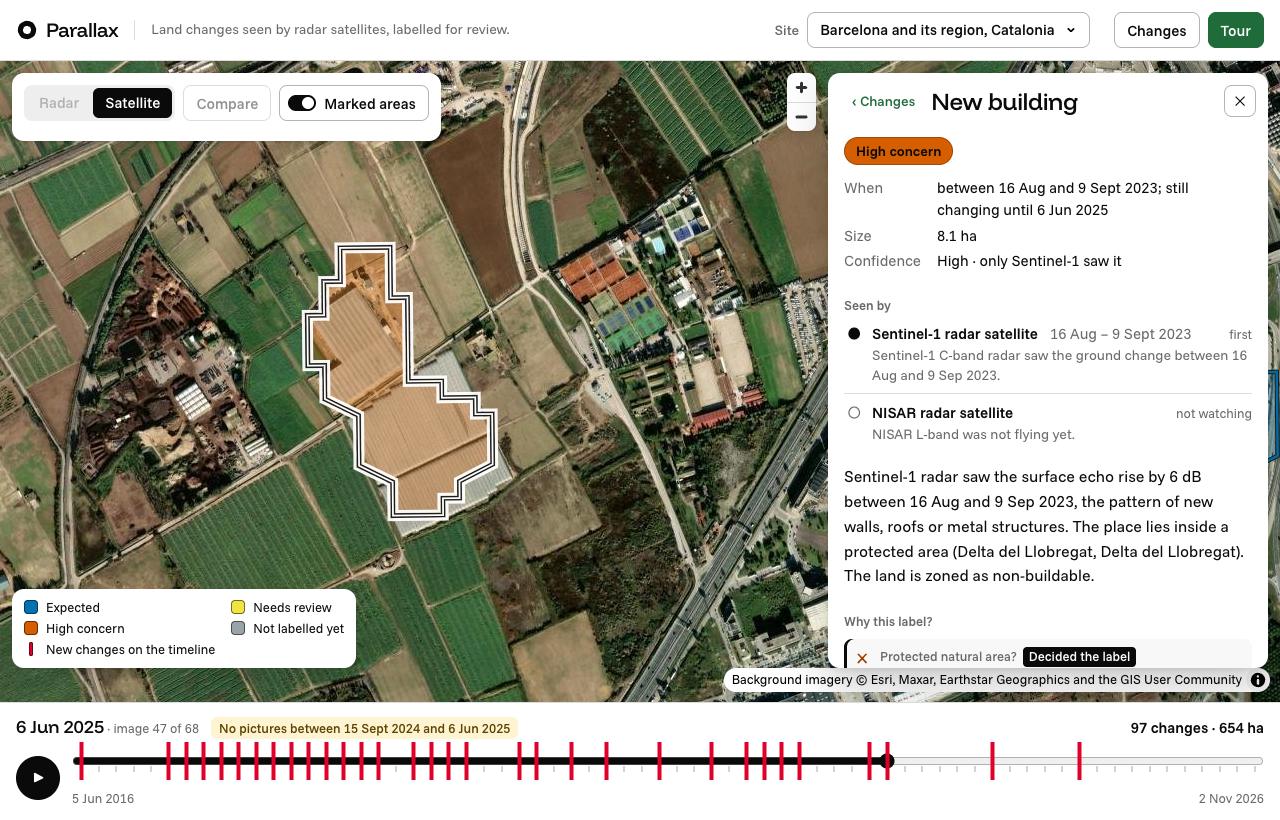 Parallax
Land changes seen by radar satellites, labelled for review.
Site
Barcelona and its region, Catalonia
Changes
Tour
Radar
Satellite
Compare
Marked areas
+
−
‹ Changes
New building
×
High concern
When
between 16 Aug and 9 Sept 2023; still
changing until 6 Jun 2025
Size
8.1 ha
Confidence
High · only Sentinel-1 saw it
Seen by
Sentinel-1 radar satellite
16 Aug – 9 Sept 2023
first
Sentinel-1 C-band radar saw the ground change between 16
Aug and 9 Sep 2023.
NISAR radar satellite
not watching
NISAR L-band was not flying yet.
Sentinel-1 radar saw the surface echo rise by 6 dB
between 16 Aug and 9 Sep 2023, the pattern of new
walls, roofs or metal structures. The place lies inside a
protected area (Delta del Llobregat, Delta del Llobregat).
The land is zoned as non-buildable.
Why this label?
Protected natural area?
Decided the label
Expected
Needs review
High concern
Not labelled yet
New changes on the timeline
Background imagery © Esri, Maxar, Earthstar Geographics and the GIS User Community
6 Jun 2025 · image 47 of 68
No pictures between 15 Sept 2024 and 6 Jun 2025
97 changes · 654 ha
5 Jun 2016
2 Nov 2026